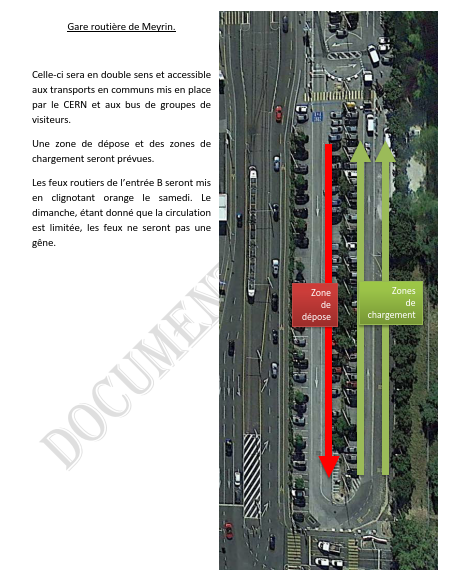 Gare routière de Meyrin.
Celle-ci sera en double sens et accessible
aux transports en communs mis en place
par le CERN et aux bus de groupes de
visiteurs.
Une zone de dépose et des zones de
chargement seront prévues.
Les feux routiers de l’entrée B seront mis
en clignotant orange le samedi. Le
dimanche, étant donné que la circulation
est limitée, les feux ne seront pas une
gêne.
DOCUMENT
Zone
de
dépose
Zones
de
chargement